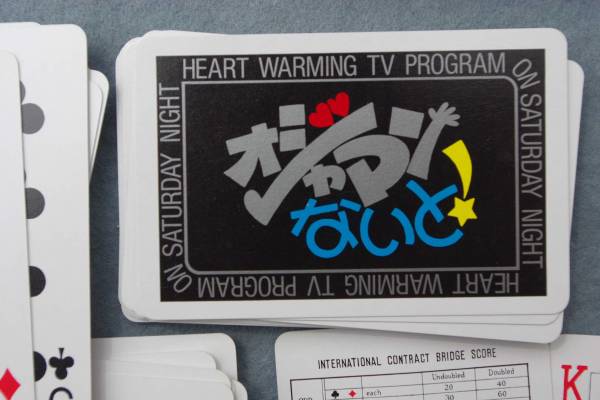 HEART WARMING TV PROGRAM
ON SATURDAY NIGHT
オジャマン
ないと!
ON SATURDAY NIGHT
HEART WARMING TV PROGRAM
INTERNATIONAL CONTRACT BRIDGE SCORE
Undoubled
Doubled
each
20
40
30
60
K